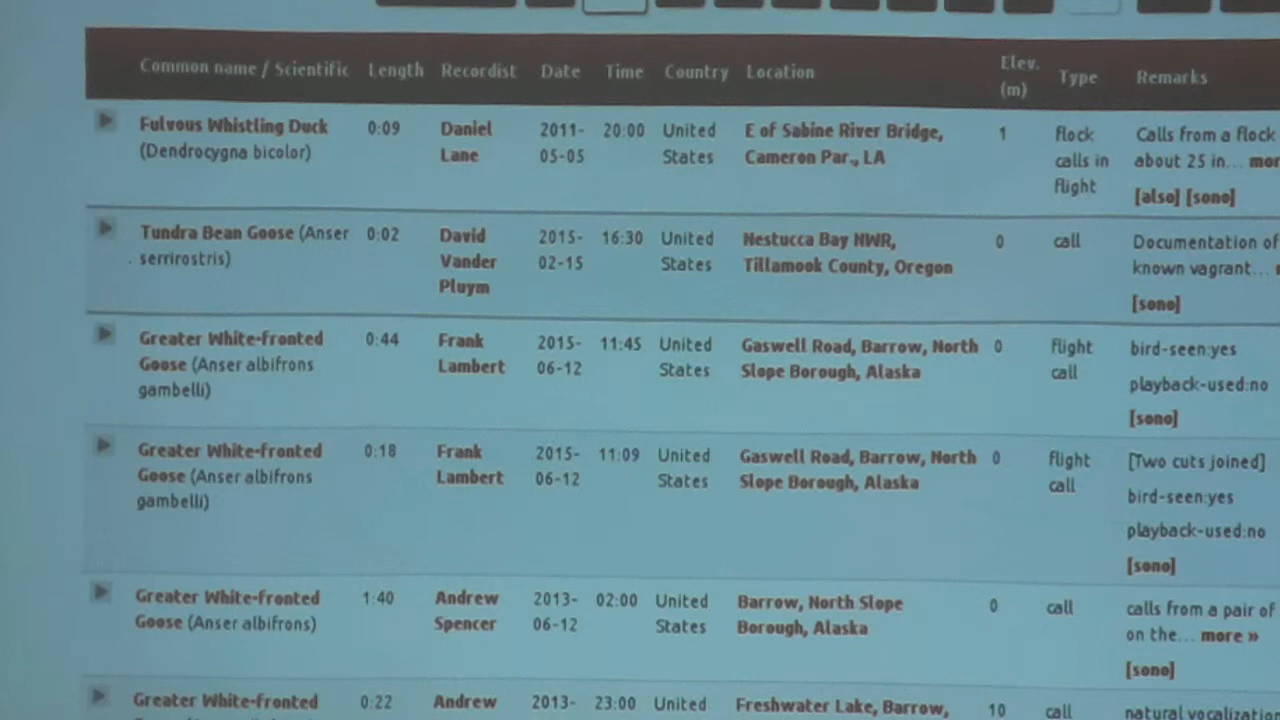 Common name / Scientific Length Recordist Date Time Country Location Elev. (m) Type Remarks
Fulvous Whistling Duck 0:09 Daniel 2011- 20:00 United E of Sabine River Bridge, 1 flock Calls from a flock
(Dendrocygna bicolor) Lane 05-05 States Cameron Par., LA calls in about 25 in...
flight [also] [sono]
Tundra Bean Goose (Anser 0:02 David 2015- 16:30 United Nestucca Bay NWR, 0 call Documentation of
serrirostris) Vander 02-15 States Tillamook County, Oregon known vagrant...
Pluym [sono]
Greater White-fronted 0:44 Frank 2015- 11:45 United Gaswell Road, Barrow, North 0 flight bird-seen:yes
Goose (Anser albifrons Lambert 06-12 States Slope Borough, Alaska call playback-used:no
gambelli) [sono]
Greater White-fronted 0:18 Frank 2015- 11:09 United Gaswell Road, Barrow, North 0 flight [Two cuts joined]
Goose (Anser albifrons Lambert 06-12 States Slope Borough, Alaska call bird-seen:yes
gambelli) playback-used:no
[sono]
Greater White-fronted 1:40 Andrew 2013- 02:00 United Barrow, North Slope 0 call calls from a pair of
Goose (Anser albifrons) Spencer 06-12 States Borough, Alaska on the... more »
[sono]
Greater White-fronted 0:22 Andrew 2013- 23:00 United Freshwater Lake, Barrow, 10 call natural